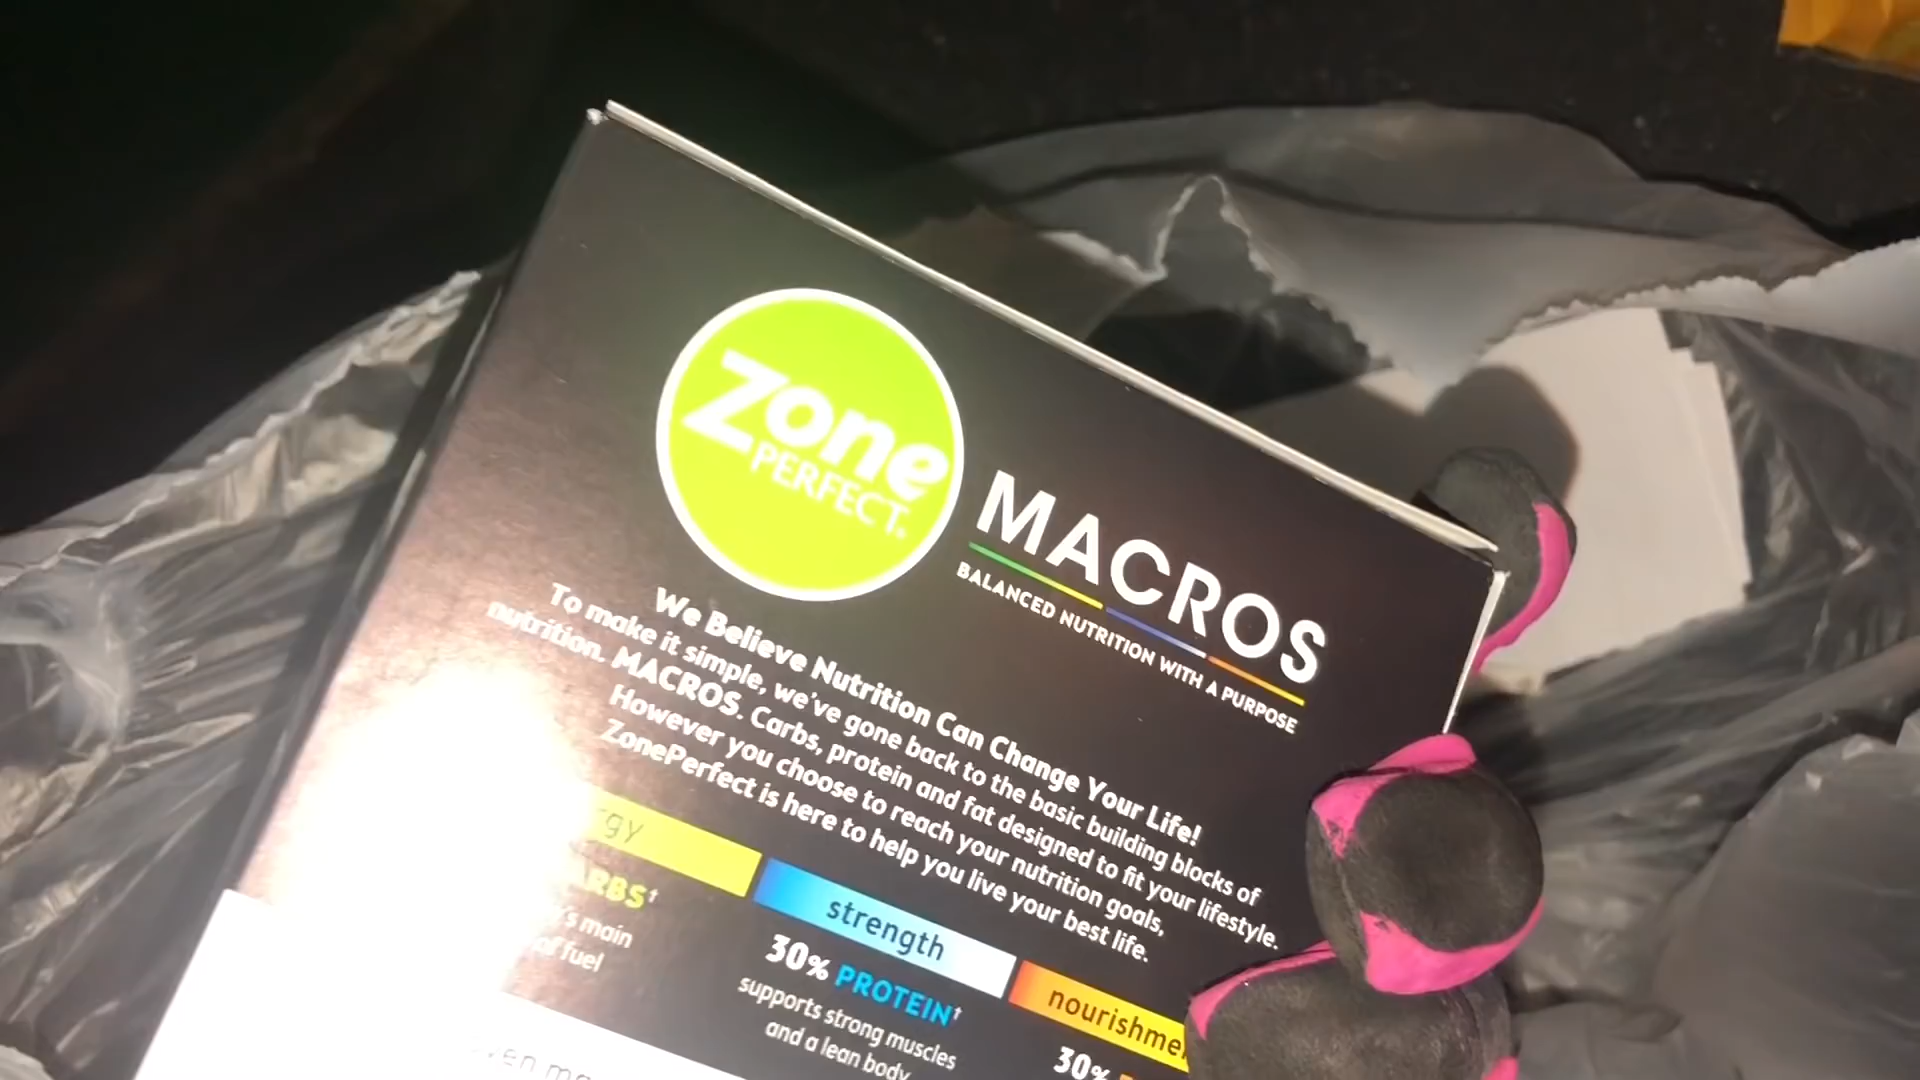 Zone
PERFECT.
MACROS
BALANCED NUTRITION WITH A PURPOSE
We Believe Nutrition Can Change Your Life!
To make it simple, we've gone back to the basic building blocks of
nutrition. MACROS. Carbs, protein and fat designed to fit your lifestyle.
However you choose to reach your nutrition goals,
ZonePerfect is here to help you live your best life.
strength
30% PROTEIN†
supports strong muscles
and a lean body
main
of fuel
30%